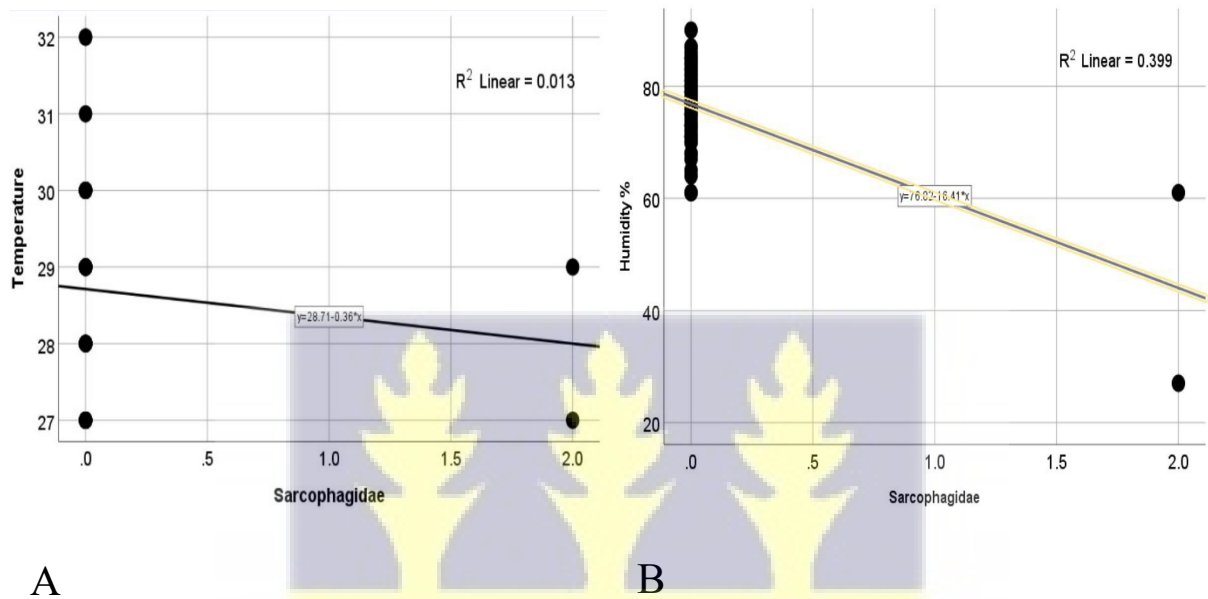 32
31
30
29
28
27
Temperature
R² Linear = 0.013
y=28.71-0.36*x
.0 .5 1.0 1.5 2.0
Sarcophagidae
A
80
60
40
20
Humidity %
R² Linear = 0.399
.0 .5 1.0 1.5 2.0
Sarcophagidae
B